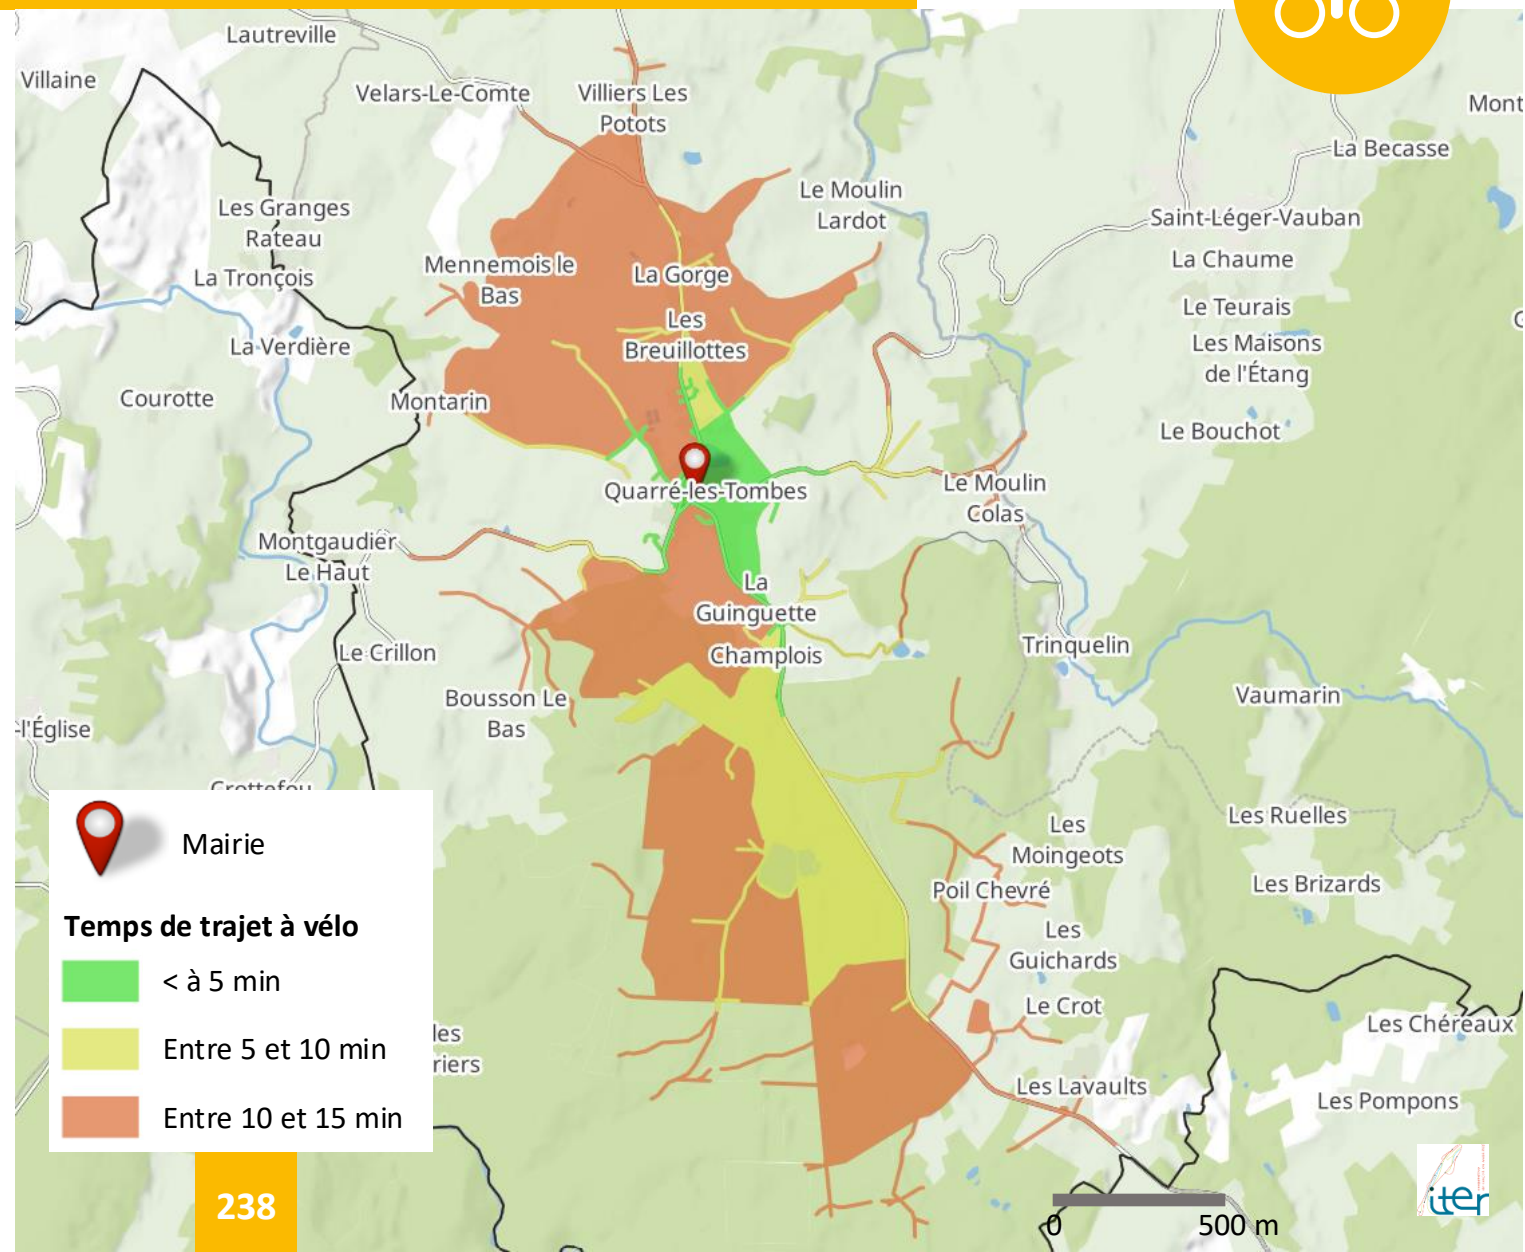 Lautreville
Villaine
Velars-Le-Comte
Villiers Les
Potots
Mont
La Becasse
Le Moulin
Lardot
Les Granges
Rateau
Saint-Léger-Vauban
La Tronçois
Mennemois le
Bas
La Gorge
La Chaume
Le Teurais
Les
Breuillottes
La Verdière
Les Maisons
de l'Étang
Courotte
Montarin
Le Bouchot
Quarré-les-Tombes
Le Moulin
Colas
Montgaudier
Le Haut
La
Guinguette
Le Crillon
Champlois
Trinquelin
Bousson Le
Bas
Vaumarin
-l'Église
Crottefou
Les
Moingeots
Les Ruelles
Poil Chevré
Les Brizards
Les
Guichards
Le Crot
Les Chéreaux
les
riers
Les Lavaults
Les Pompons
Mairie
Temps de trajet à vélo
< à 5 min
Entre 5 et 10 min
Entre 10 et 15 min
238
0
500 m
iter